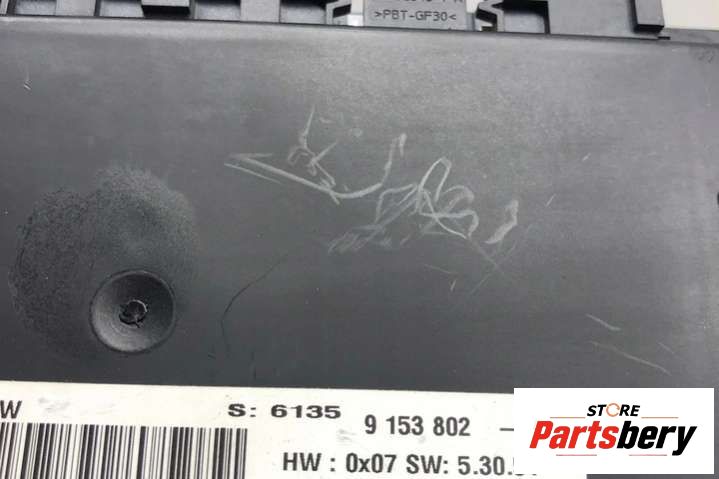 >PBT-GF30<
W
S: 6135
9 153 802 -
HW : 0x07 SW: 5.30.
STORE
Partsbery